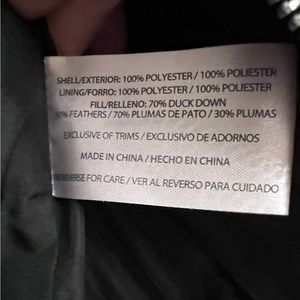 SHELL/EXTERIOR: 100% POLYESTER / 100% POLIESTER
LINING/FORRO: 100% POLYESTER / 100% POLIESTER
FILL/RELLENO: 70% DUCK DOWN
30% FEATHERS / 70% PLUMAS DE PATO / 30% PLUMAS
EXCLUSIVE OF TRIMS / EXCLUSIVO DE ADORNOS
MADE IN CHINA / HECHO EN CHINA
REVERSE FOR CARE / VER AL REVERSO PARA CUIDADO